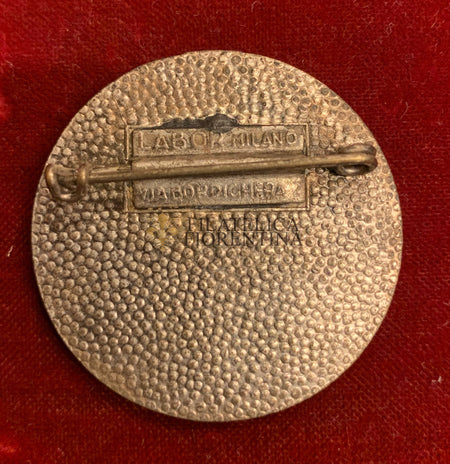 LABOR MILANO
VIA BORDIGHERA
FILATELICA
FIORENTINA